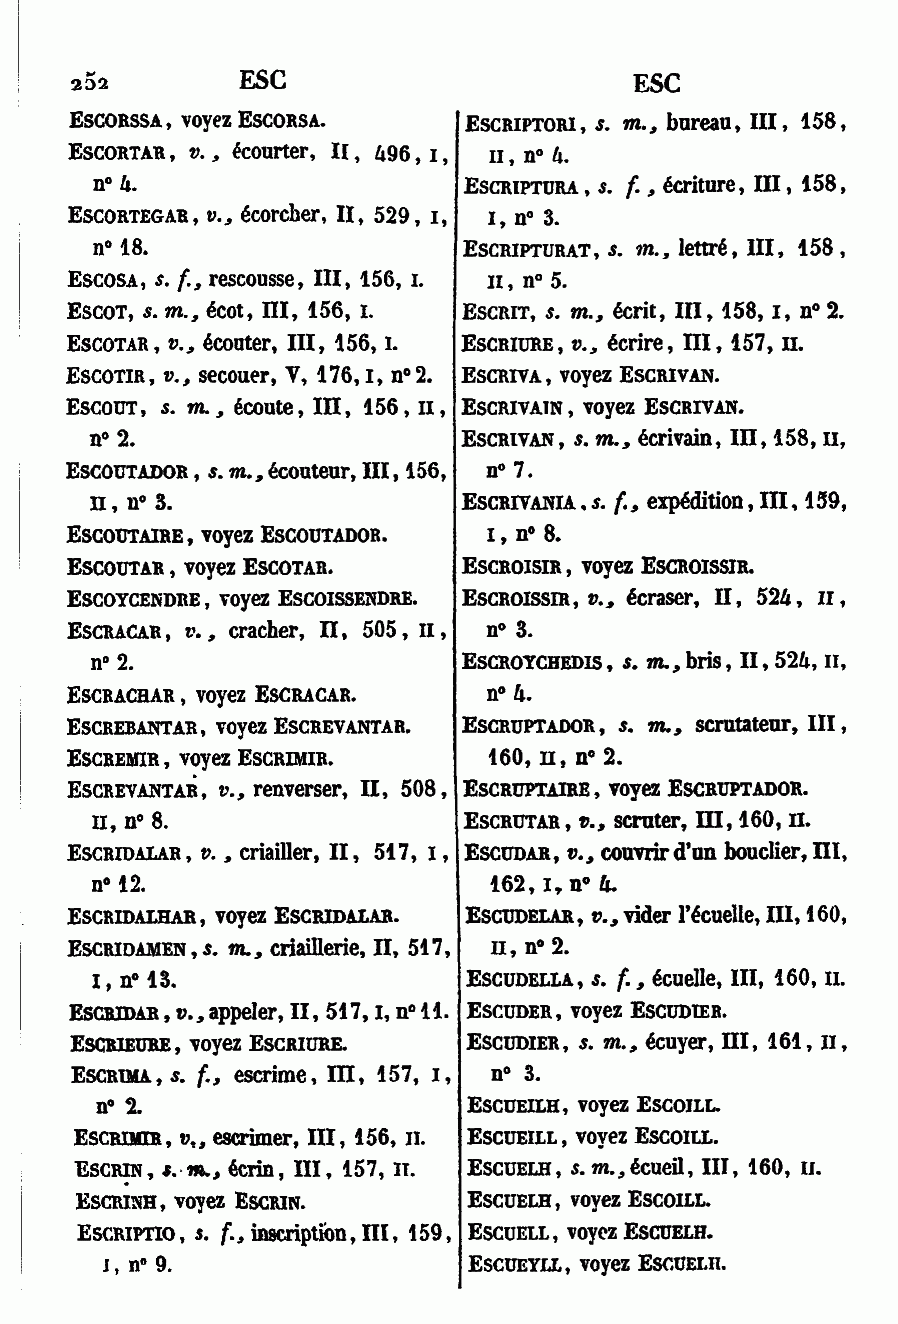 252 ESC
ESCORSSA, voyez ESCORSA.
ESCORTAR, v., écourter, II, 496, I,
n° 4.
ESCORTEGAR, v., écorcher, II, 529, I,
n° 18.
ESCOSA, s. f., rescousse, III, 156, I.
ESCOT, s. m., écot, III, 156, I.
ESCOTAR, v., écouter, III, 156, I.
ESCOTIR, v., secouer, V, 176, I, n° 2.
ESCOUT, s. m., écoute, III, 156, II,
n° 2.
ESCOUTADOR, s. m., écouteur, III, 156,
II, n° 3.
ESCOUTAIRE, voyez ESCOUTADOR.
ESCOUTAR, voyez ESCOTAR.
ESCOYCENDRE, voyez ESCOISSENDRE.
ESCRACAR, v., cracher, II, 505, II,
n° 2.
ESCRACHAR, voyez ESCRACAR.
ESCREBANTAR, voyez ESCREVANTAR.
ESCREMIR, voyez ESCRIMIR.
ESCREVANTAR, v., renverser, II, 508,
II, n° 8.
ESCRIDALAR, v., criailler, II, 517, I,
n° 12.
ESCRIDALHAR, voyez ESCRIDALAR.
ESCRIDAMEN, s. m., criaillerie, II, 517,
I, n° 13.
ESCRIDAR, v., appeler, II, 517, I, n° 11.
ESCRIEURE, voyez ESCRIURE.
ESCRIMA, s. f., escrime, III, 157, I,
n° 2.
ESCRIMIR, v., escrimer, III, 156, II.
ESCRIN, s. m., écrin, III, 157, II.
ESCRINH, voyez ESCRIN.
ESCRIPTIO, s. f., inscription, III, 159,
I, n° 9.
ESC
ESCRIPTORI, s. m., bureau, III, 158,
II, n° 4.
ESCRIPTURA, s. f., écriture, III, 158,
I, n° 3.
ESCRIPTURAT, s. m., lettré, III, 158,
II, n° 5.
ESCRIT, s. m., écrit, III, 158, I, n° 2.
ESCRIURE, v., écrire, III, 157, II.
ESCRIVA, voyez ESCRIVAN.
ESCRIVAIN, voyez ESCRIVAN.
ESCRIVAN, s. m., écrivain, III, 158, II,
n° 7.
ESCRIVANIA, s. f., expédition, III, 159,
I, n° 8.
ESCROISIR, voyez ESCROISSIR.
ESCROISSIR, v., écraser, II, 524, II,
n° 3.
ESCROYCHEDIS, s. m., bris, II, 524, II,
n° 4.
ESCRUPTADOR, s. m., scrutateur, III,
160, II, n° 2.
ESCRUPTAIRE, voyez ESCRUPTADOR.
ESCRUTAR, v., scruter, III, 160, II.
ESCUDAR, v., couvrir d'un bouclier, III,
162, I, n° 4.
ESCUDELAR, v., vider l'écuelle, III, 160,
II, n° 2.
ESCUDELLA, s. f., écuelle, III, 160, II.
ESCUDER, voyez ESCUDIER.
ESCUDIER, s. m., écuyer, III, 161, II,
n° 3.
ESCUEILH, voyez ESCOILL.
ESCUEILL, voyez ESCOILL.
ESCUELH, s. m., écueil, III, 160, II.
ESCUELH, voyez ESCOILL.
ESCUELL, voyez ESCUELH.
ESCUEYLL, voyez ESCUELH.